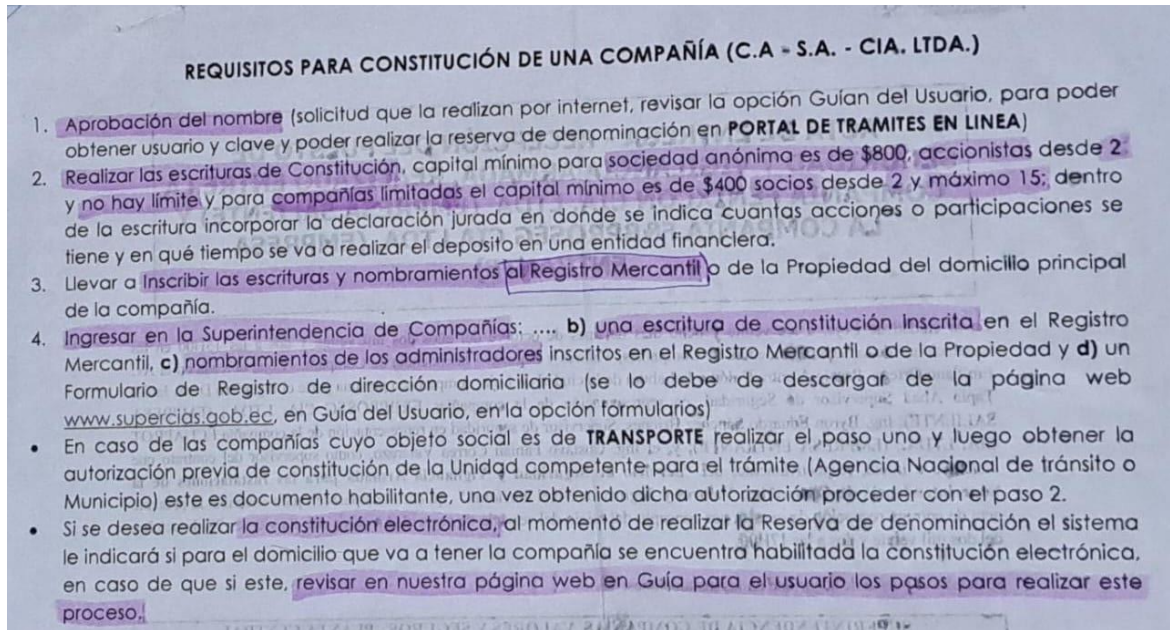 REQUISITOS PARA CONSTITUCIÓN DE UNA COMPAÑÍA (C.A - S.A. - CIA. LTDA.)
1. Aprobación del nombre (solicitud que la realizan por internet, revisar la opción Guían del Usuario, para poder
obtener usuario y clave y poder realizar la reserva de denominación en PORTAL DE TRAMITES EN LINEA)
2. Realizar las escrituras de Constitución, capital mínimo para sociedad anónima es de $800, accionistas desde 2
y no hay límite y para compañías limitadas el capital mínimo es de $400 socios desde 2 y máximo 15; dentro
de la escritura incorporar la declaración jurada en donde se indica cuantas acciones o participaciones se
tiene y en qué tiempo se va a realizar el deposito en una entidad financiera.
3. Llevar a Inscribir las escrituras y nombramientos al Registro Mercantil o de la Propiedad del domicilio principal
de la compañía.
4. Ingresar en la Superintendencia de Compañías: .... b) una escritura de constitución inscrita en el Registro
Mercantil, c) nombramientos de los administradores inscritos en el Registro Mercantil o de la Propiedad y d) un
Formulario de Registro de dirección domiciliaria (se lo debe de descargar de la página web
www.supercias.gob.ec, en Guía del Usuario, en la opción formularios)
• En caso de las compañías cuyo objeto social es de TRANSPORTE realizar el paso uno y luego obtener la
autorización previa de constitución de la Unidad competente para el trámite (Agencia Nacional de tránsito o
Municipio) este es documento habilitante, una vez obtenido dicha autorización proceder con el paso 2.
• Si se desea realizar la constitución electrónica, al momento de realizar la Reserva de denominación el sistema
le indicará si para el domicilio que va a tener la compañía se encuentra habilitada la constitución electrónica,
en caso de que si este, revisar en nuestra página web en Guía para el usuario los pasos para realizar este
proceso.